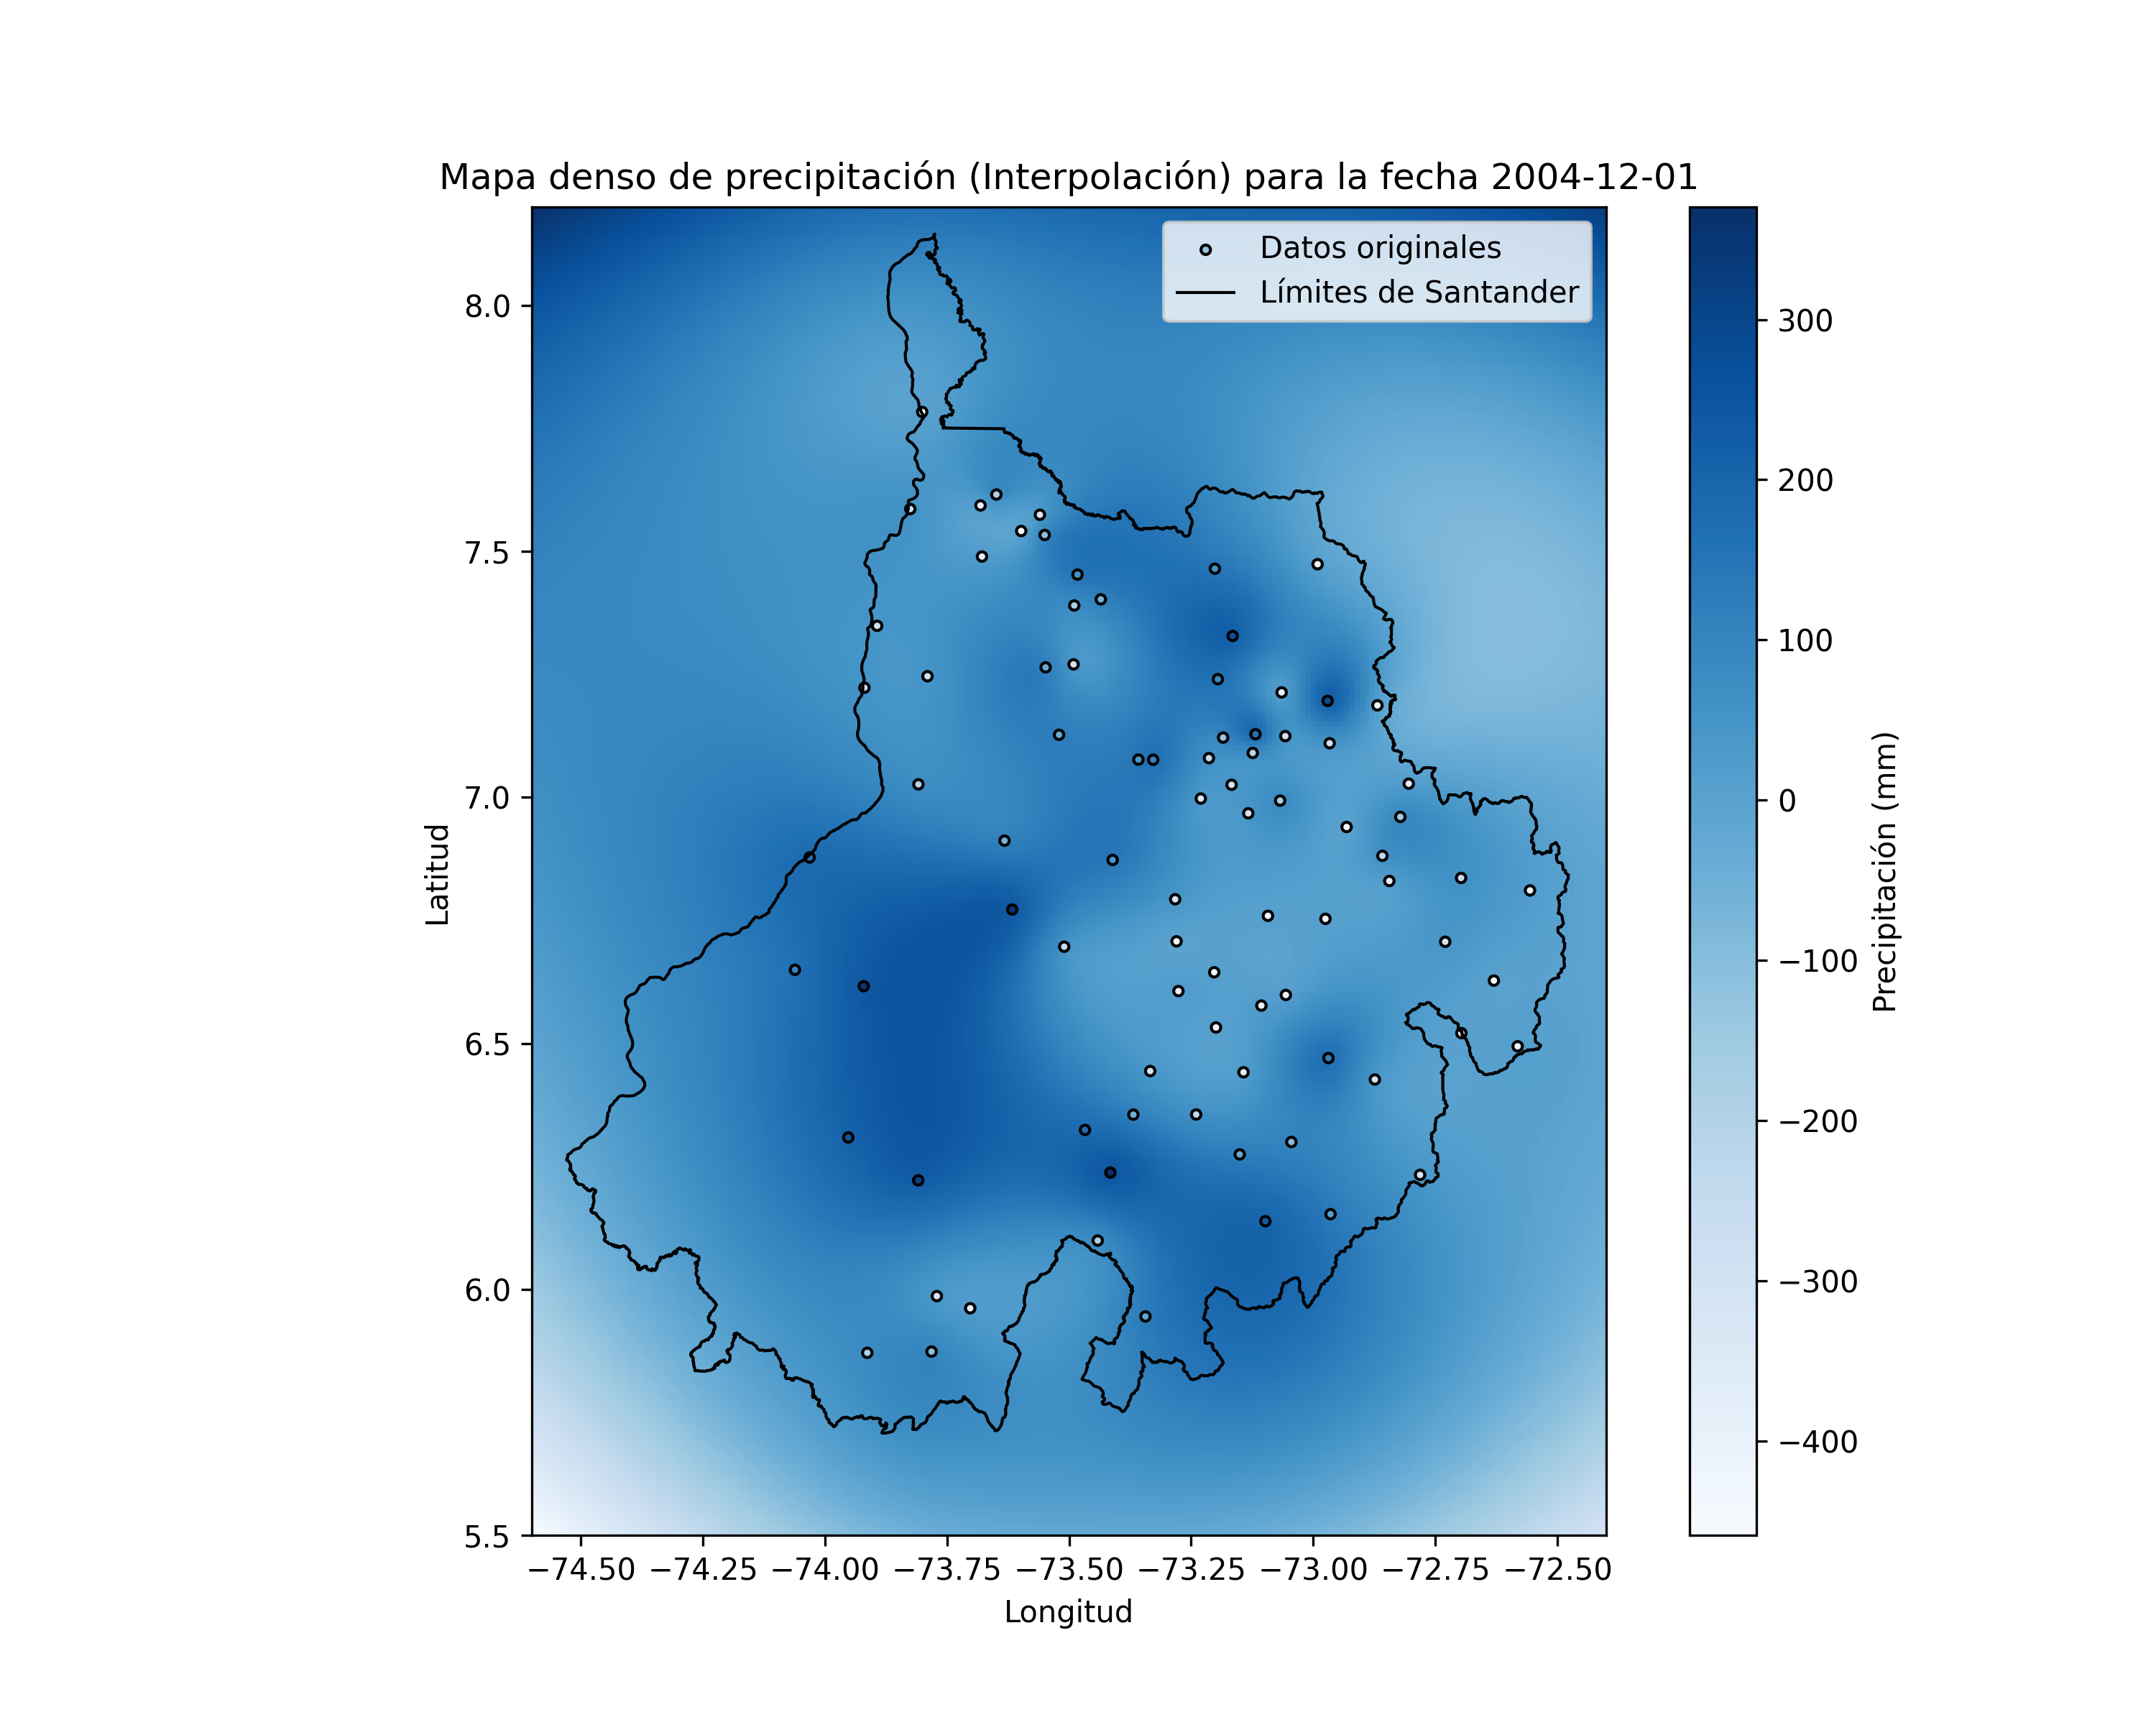 Mapa denso de precipitación (Interpolación) para la fecha 2004-12-01
Datos originales
Límites de Santander
8.0
7.5
7.0
6.5
6.0
5.5
Latitud
−74.50 −74.25 −74.00 −73.75 −73.50 −73.25 −73.00 −72.75 −72.50
Longitud
300
200
100
0
−100
−200
−300
−400
Precipitación (mm)